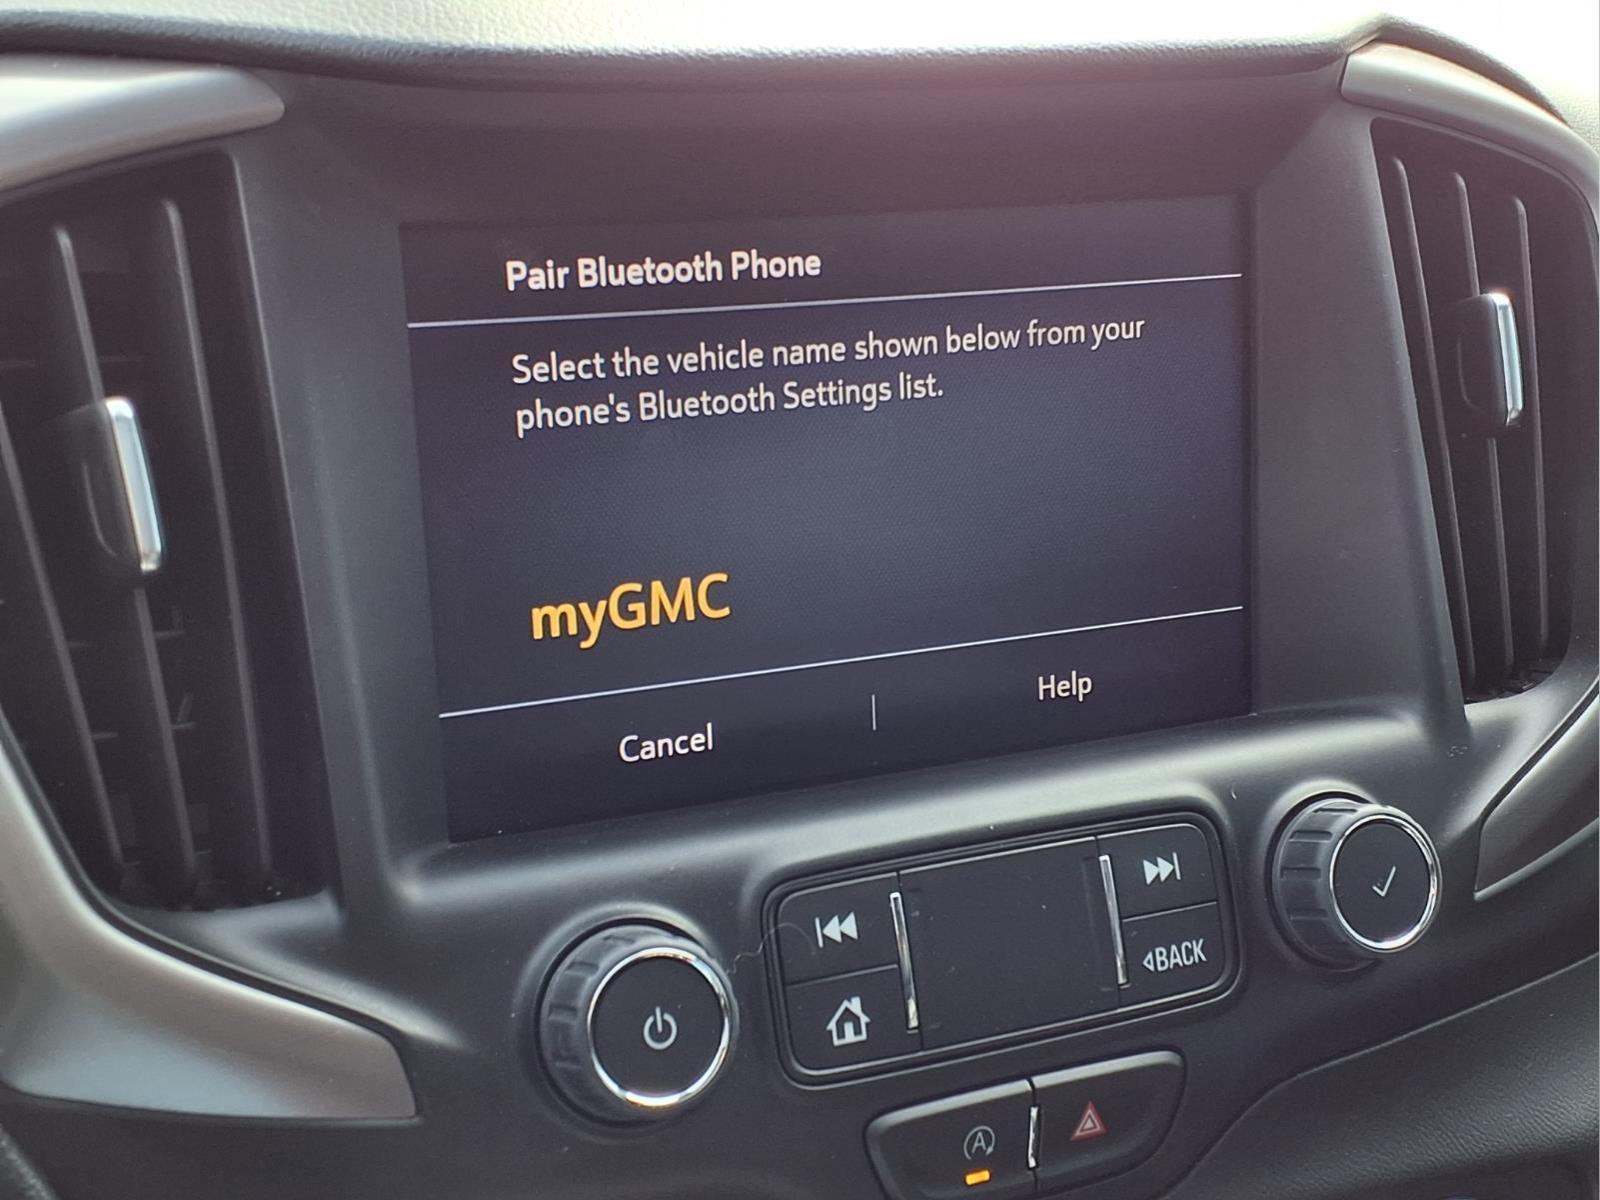 Pair Bluetooth Phone
Select the vehicle name shown below from your
phone's Bluetooth Settings list.
myGMC
Cancel
Help
BACK
A